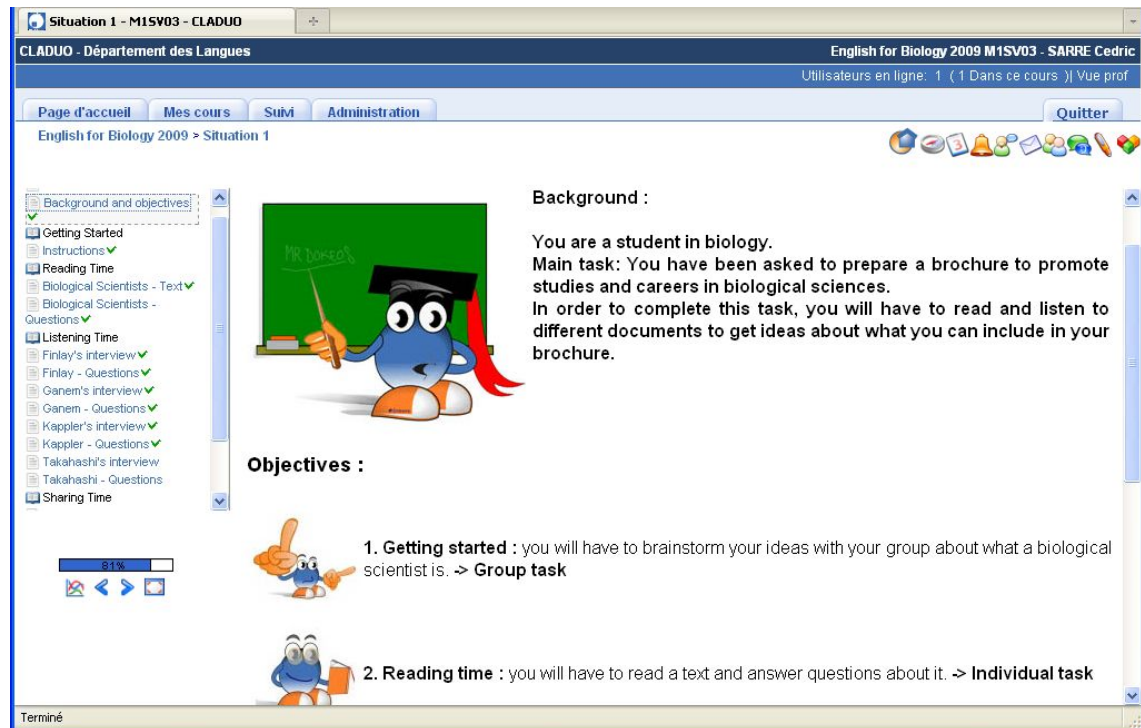 Situation 1 - M1SV03 - CLADUO
CLADUO - Département des Langues
English for Biology 2009 M1SV03 - SARRE Cedric
Utilisateurs en ligne: 1 ( 1 Dans ce cours )| Vue prof
Page d'accueil Mes cours Suivi Administration Quitter
English for Biology 2009 > Situation 1
3
Background and objectives
Getting Started
Instructions
Reading Time
Biological Scientists - Text
Biological Scientists -
Questions
Listening Time
Finlay's interview
Finlay - Questions
Ganem's interview
Ganem - Questions
Kappler's interview
Kappler - Questions
Takahashi's interview
Takahashi - Questions
Sharing Time
81%
MR DOKEOS
Background :
You are a student in biology.
Main task: You have been asked to prepare a brochure to promote
studies and careers in biological sciences.
In order to complete this task, you will have to read and listen to
different documents to get ideas about what you can include in your
brochure.
Objectives :
1. Getting started : you will have to brainstorm your ideas with your group about what a biological
scientist is. -> Group task
2. Reading time : you will have to read a text and answer questions about it. -> Individual task
Terminé